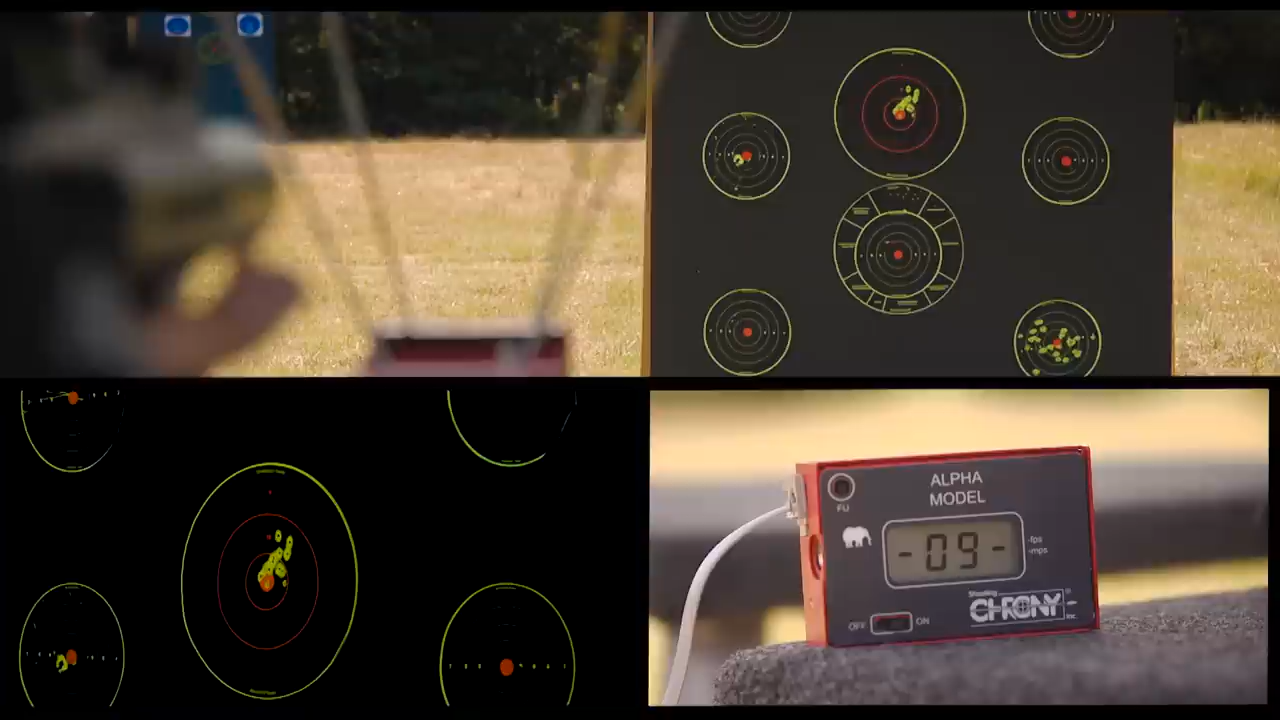 ALPHA
MODEL
FU
-09-
-fps
-mps
Shooting
CHRONY
Inc.
OFF
ON